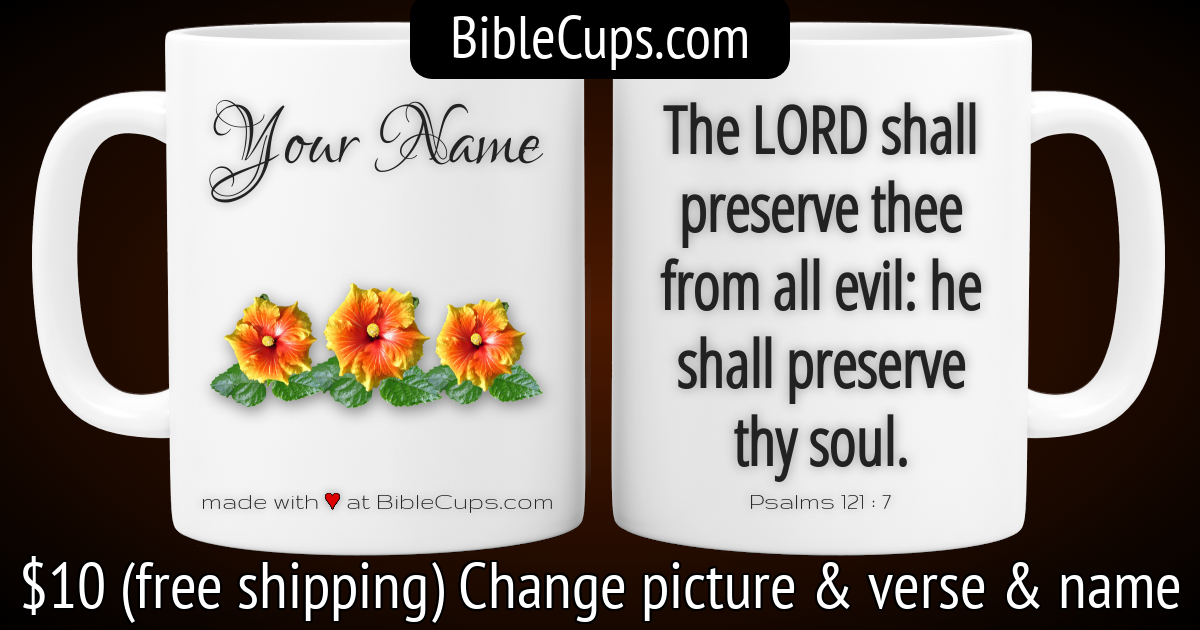 BibleCups.com
Your Name
made with ♥ at BibleCups.com
The LORD shall
preserve thee
from all evil: he
shall preserve
thy soul.
Psalms 121 : 7
$10 (free shipping) Change picture & verse & name